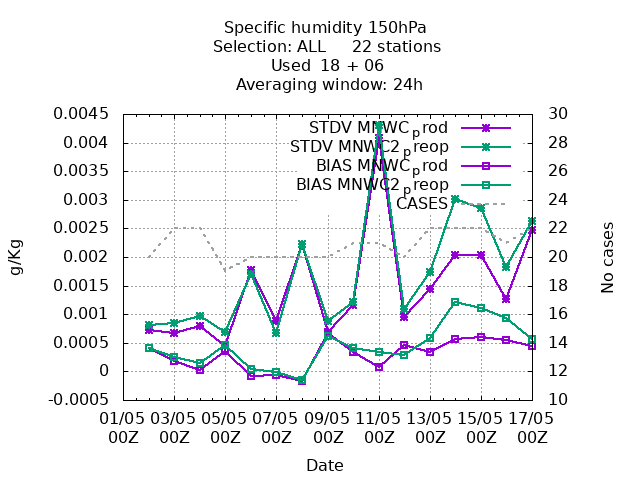 Specific humidity 150hPa
Selection: ALL 22 stations
Used 18 + 06
Averaging window: 24h
0.0045
0.004
0.0035
0.003
0.0025
0.002
0.0015
0.001
0.0005
0
-0.0005
g/Kg
STDV MNWC_prod
STDV MNWC2_preop
BIAS MNWC_prod
BIAS MNWC2_preop
CASES
30
28
26
24
22
20
18
16
14
12
10
No cases
01/05 03/05 05/05 07/05 09/05 11/05 13/05 15/05 17/05
00Z 00Z 00Z 00Z 00Z 00Z 00Z 00Z 00Z
Date